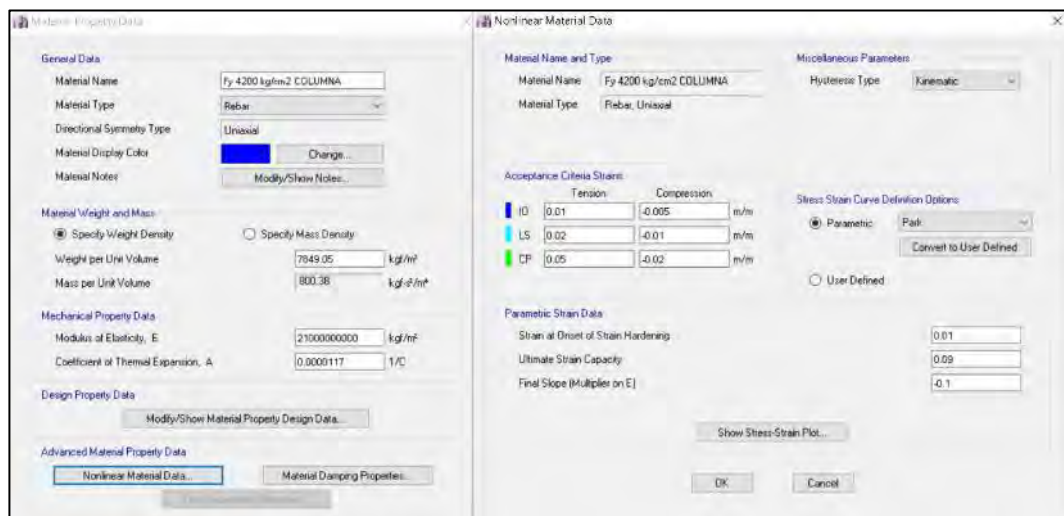 Material Property Data
General Data
Material Name Fy 4200 kg/cm2 COLUMNA
Material Type Rebar
Directional Symmetry Type Uniaxial
Material Display Color Change...
Material Notes Modify/Show Notes...
Material Weight and Mass
Specify Weight Density Specify Mass Density
Weight per Unit Volume 7849.05 kgf/m³
Mass per Unit Volume 800.38 kgf-s²/m⁴
Mechanical Property Data
Modulus of Elasticity, E 21000000000 kgf/m²
Coefficient of Thermal Expansion, A 0.0000117 1/C
Design Property Data
Modify/Show Material Property Design Data...
Advanced Material Property Data
Nonlinear Material Data... Material Damping Properties...
Nonlinear Material Data
Material Name and Type
Material Name Fy 4200 kg/cm2 COLUMNA
Material Type Rebar, Uniaxial
Miscellaneous Parameters
Hysteresis Type Kinematic
Acceptance Criteria Strains
Tension Compression
IO 0.01 -0.005 m/m
LS 0.02 -0.01 m/m
CP 0.05 -0.02 m/m
Stress Strain Curve Definition Options
Parametric Park
Convert to User Defined
User Defined
Parametric Strain Data
Strain at Onset of Strain Hardening 0.01
Ultimate Strain Capacity 0.09
Final Slope (Multiplier on E) -0.1
Show Stress-Strain Plot...
OK Cancel